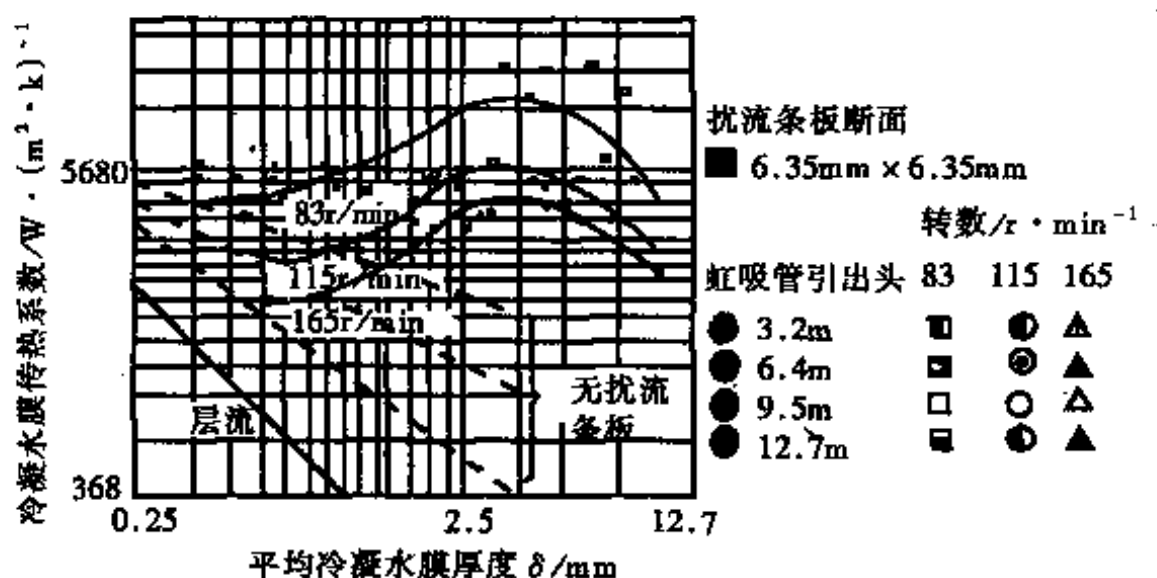 冷凝水膜传热系数/W·(m²·k)⁻¹
5680
368
83r/min
115r/min
165r/min
层流
无扰流
条板
0.25
2.5
12.7
平均冷凝水膜厚度 δ/mm
扰流条板断面
6.35mm×6.35mm
转数/r·min⁻¹
虹吸管引出头 83 115 165
3.2m
6.4m
9.5m
12.7m